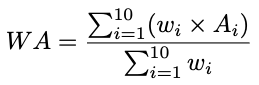 WA = \frac{\sum_{i=1}^{10}(w_i \times A_i)}{\sum_{i=1}^{10} w_i}